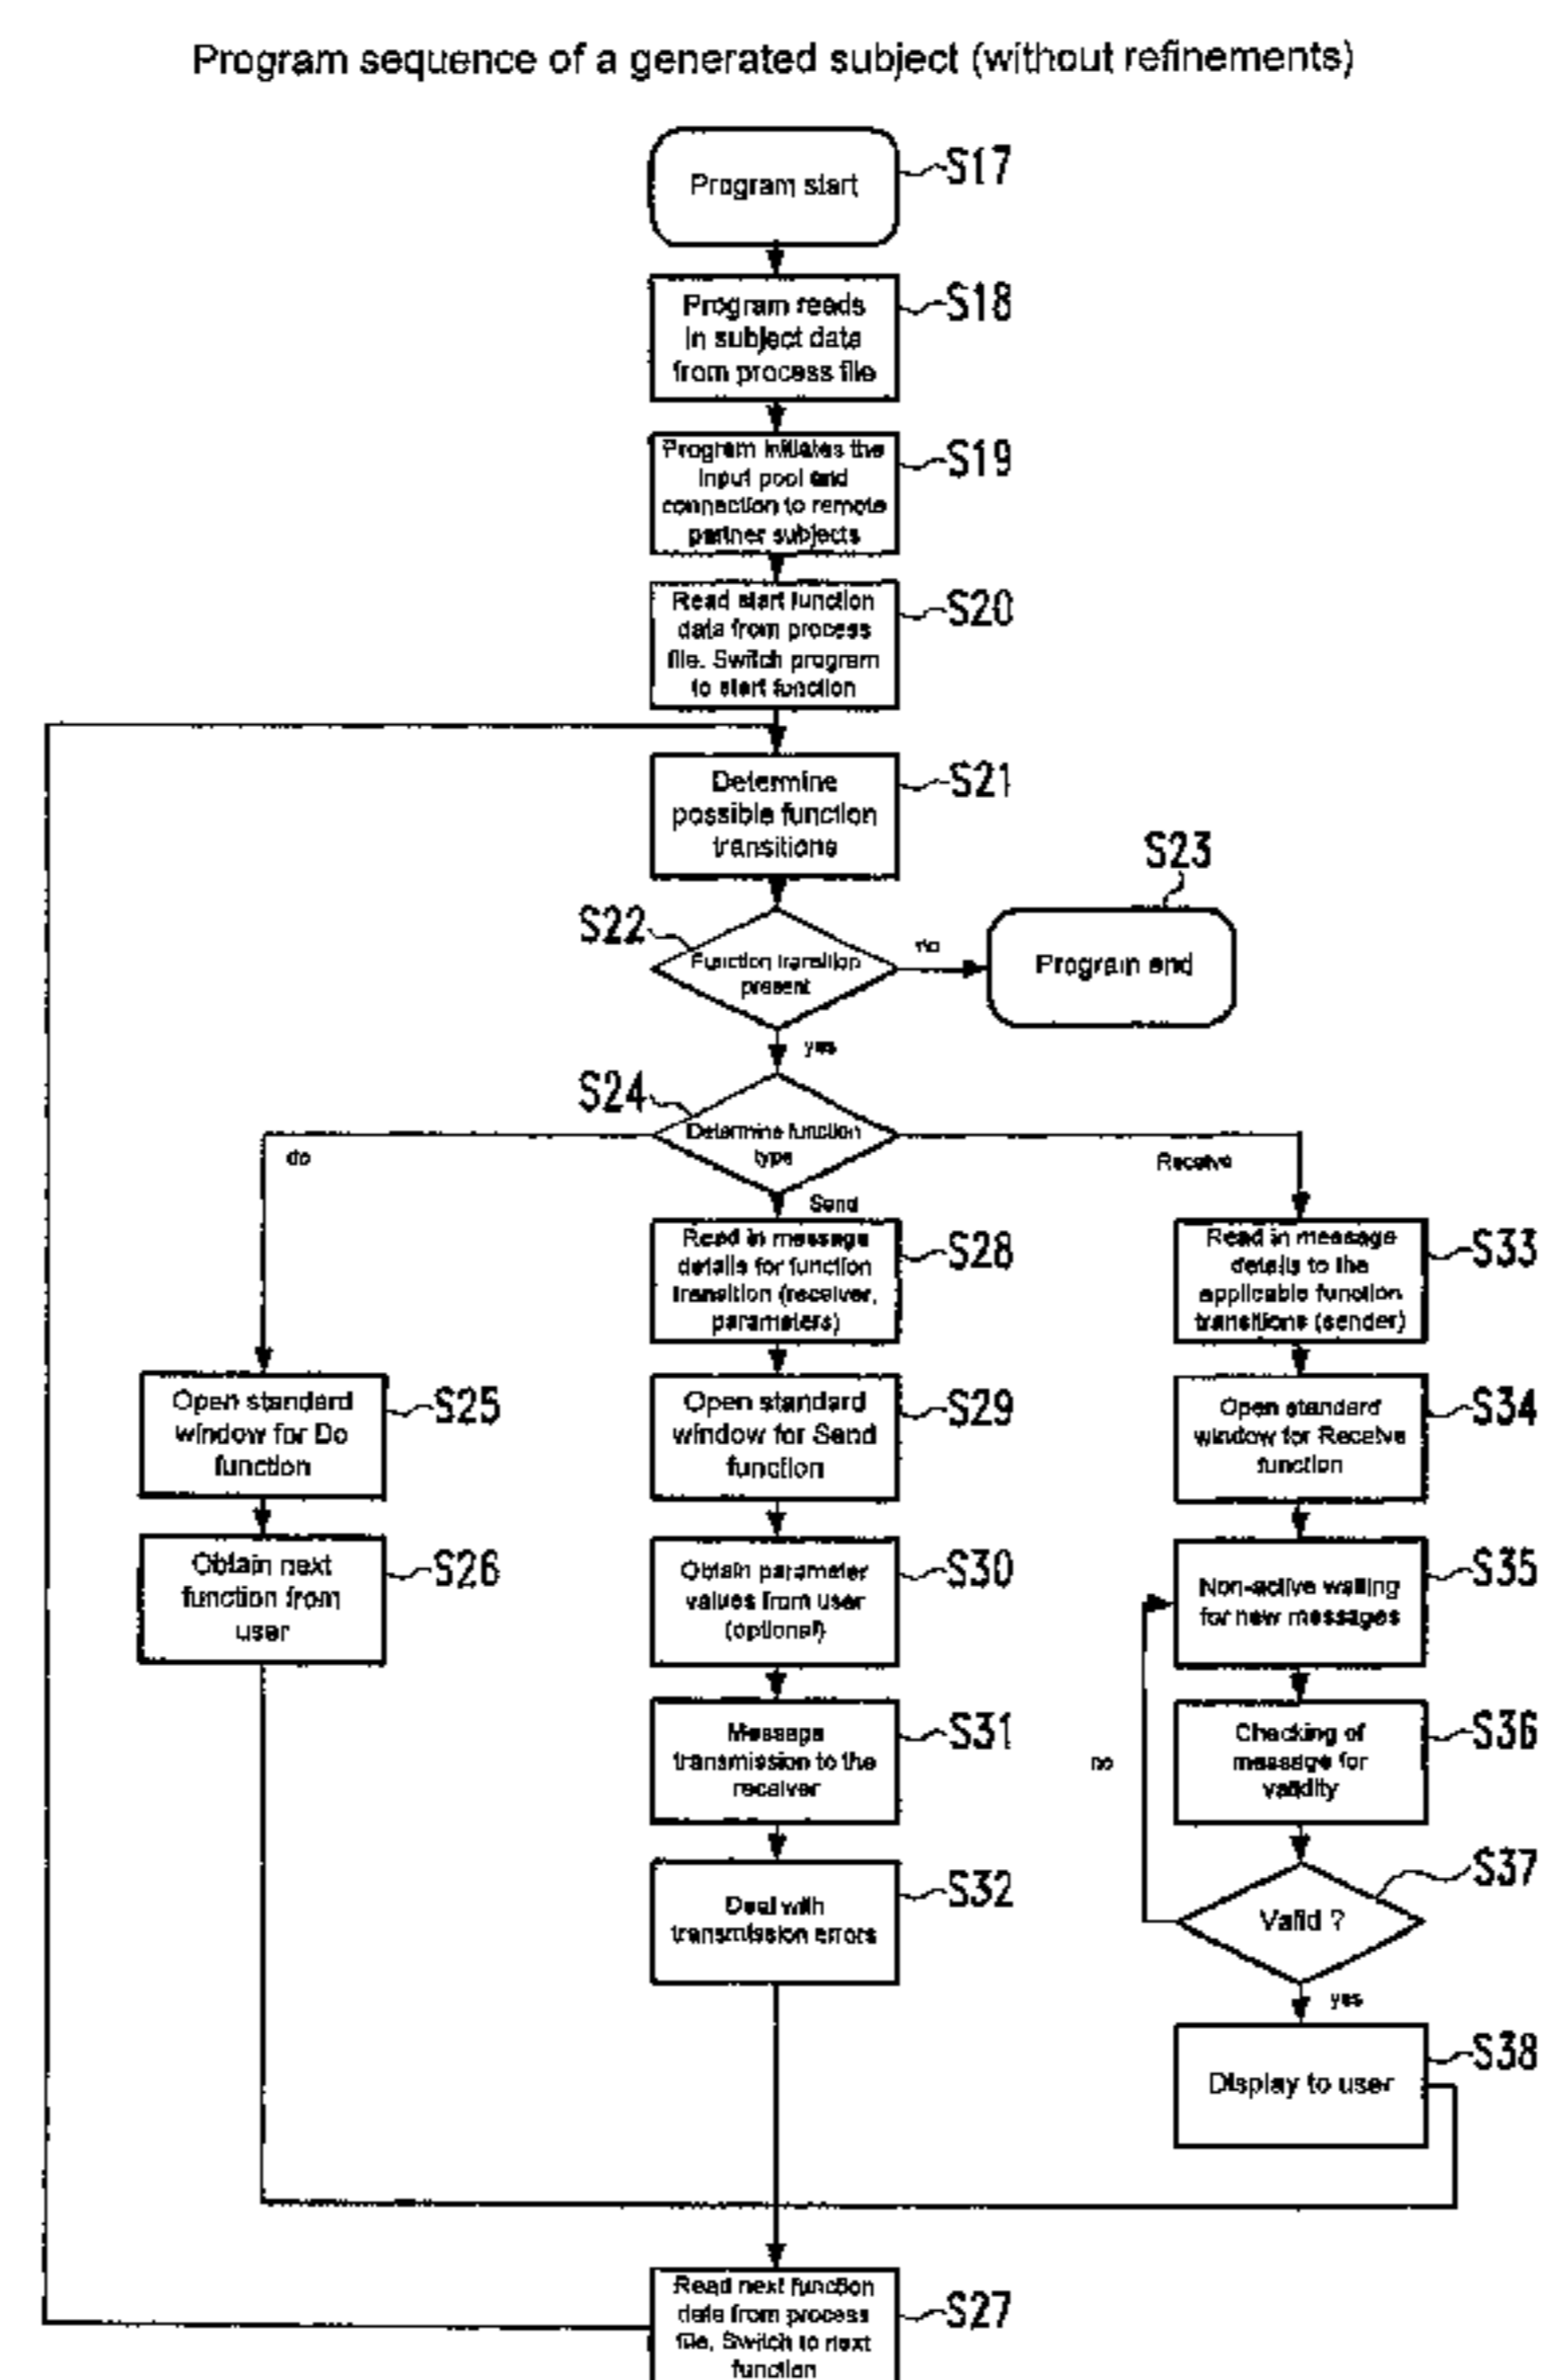 Program sequence of a generated subject (without refinements)
Program start
S17
Program reads
in subject data
from process file
S18
Program initiates the
input pool and
connection to remote
partner subjects
S19
Read start function
data from process
file. Switch program
to start function
S20
Determine
possible function
transitions
S21
S22
Function transition
present
no
S23
Program end
yes
S24
Determine function
type
do
Send
Receive
Read in message
details for function
transition (receiver,
parameters)
S28
Read in message
details to the
applicable function
transitions (sender)
S33
Open standard
window for Do
function
S25
Open standard
window for Send
function
S29
Open standard
window for Receive
function
S34
Obtain next
function from
user
S26
Obtain parameter
values from user
(optional)
S30
Non-active waiting
for new messages
S35
Message
transmission to the
receiver
S31
no
Checking of
message for
validity
S36
Deal with
transmission errors
S32
Valid ?
S37
yes
Display to user
S38
Read next function
data from process
file, Switch to next
function
S27